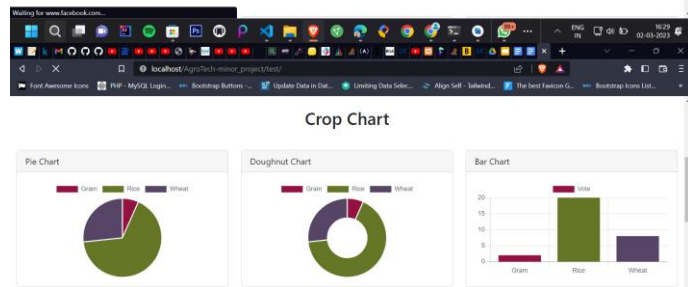 Waiting for www.facebook.com...
ENG
IN
16:29
02-03-2023
localhost/AgroTech-minor_project/test/
Font Awesome Icons
PHP - MySQL Login...
Bootstrap Buttons -...
Update Data in Dat...
Limiting Data Selec...
Align Self - Tailwind...
The best Favicon G...
Bootstrap Icons List...
Crop Chart
Pie Chart
Doughnut Chart
Bar Chart
Gram Rice Wheat
Gram Rice Wheat
Vote
20
15
10
5
0
Gram Rice Wheat